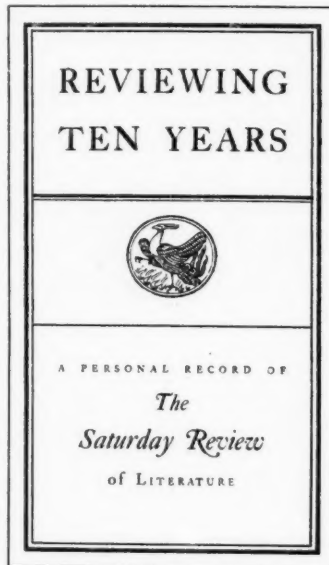 REVIEWING
TEN YEARS
A PERSONAL RECORD OF
The
Saturday Review
of LITERATURE